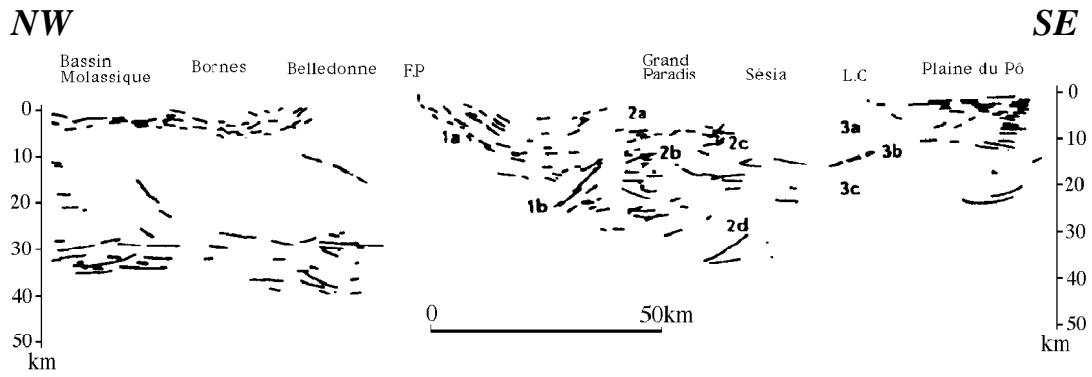 NW
SE
Bassin
Molassique
Bornes
Belledonne
F.P
Grand
Paradis
Sésia
L.C
Plaine du Pô
0
10
20
30
40
50
km
1a
1b
2a
2b
2c
2d
3a
3b
3c
0
50km
0
10
20
30
40
50
km